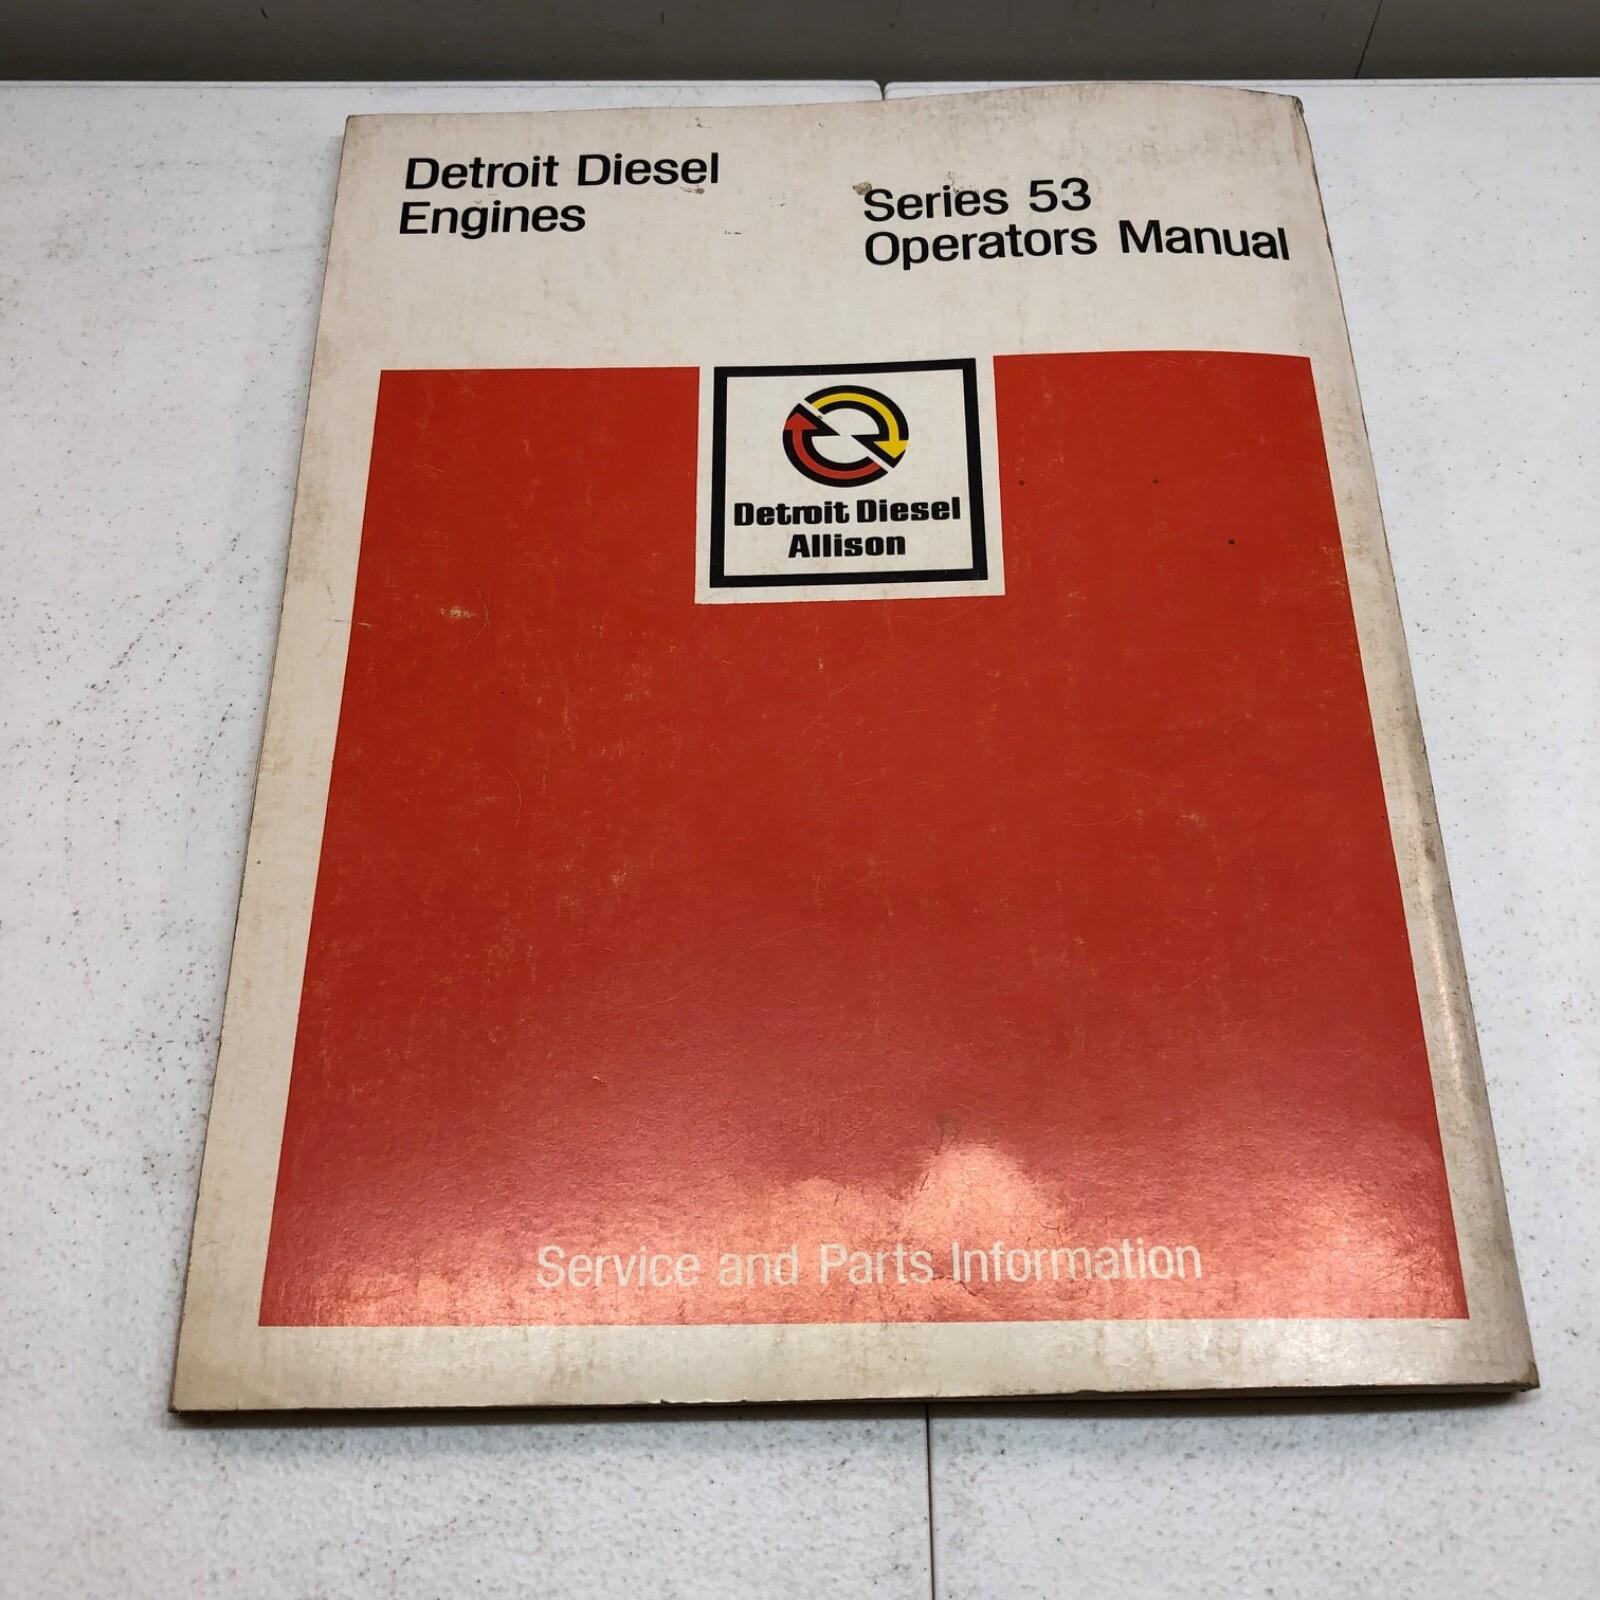 Detroit Diesel
Engines
Series 53
Operators Manual
Detroit Diesel
Allison
Service and Parts Information